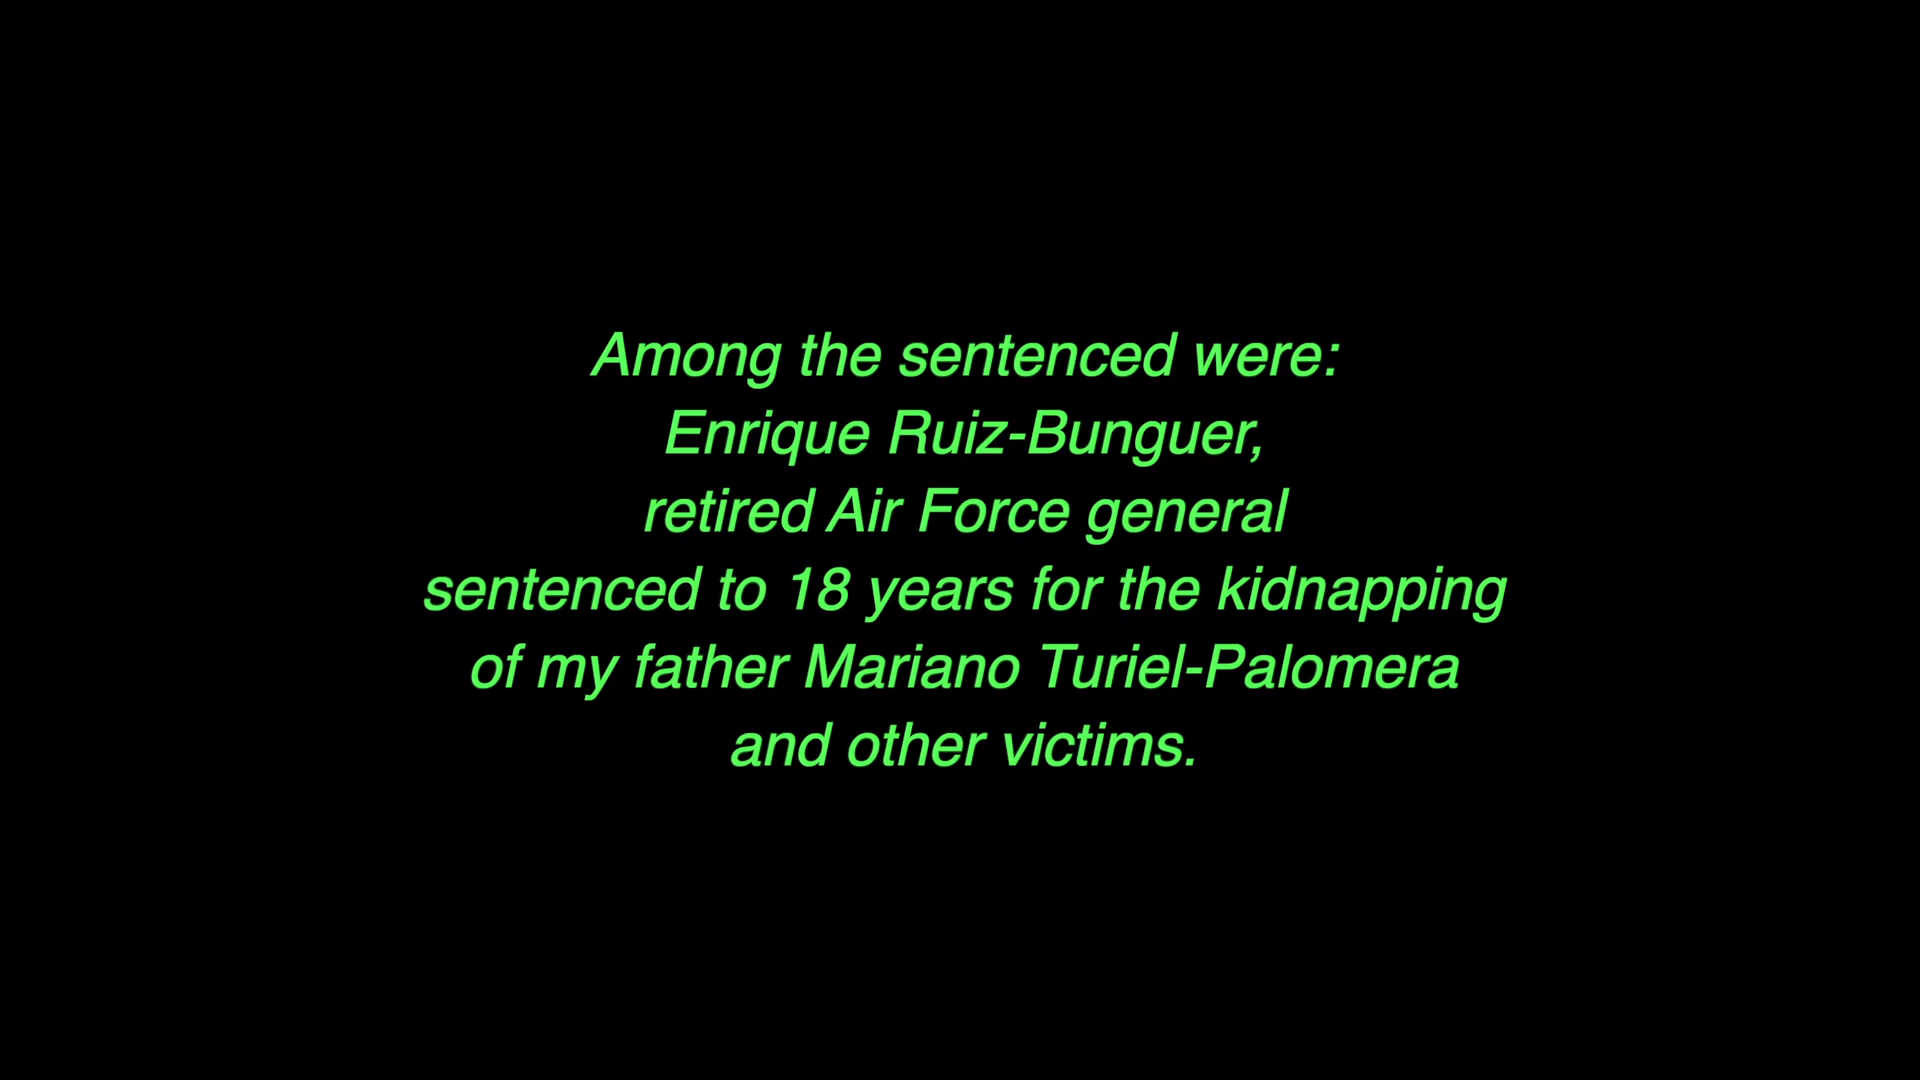 Among the sentenced were:
Enrique Ruiz-Bunguer,
retired Air Force general
sentenced to 18 years for the kidnapping
of my father Mariano Turiel-Palomera
and other victims.